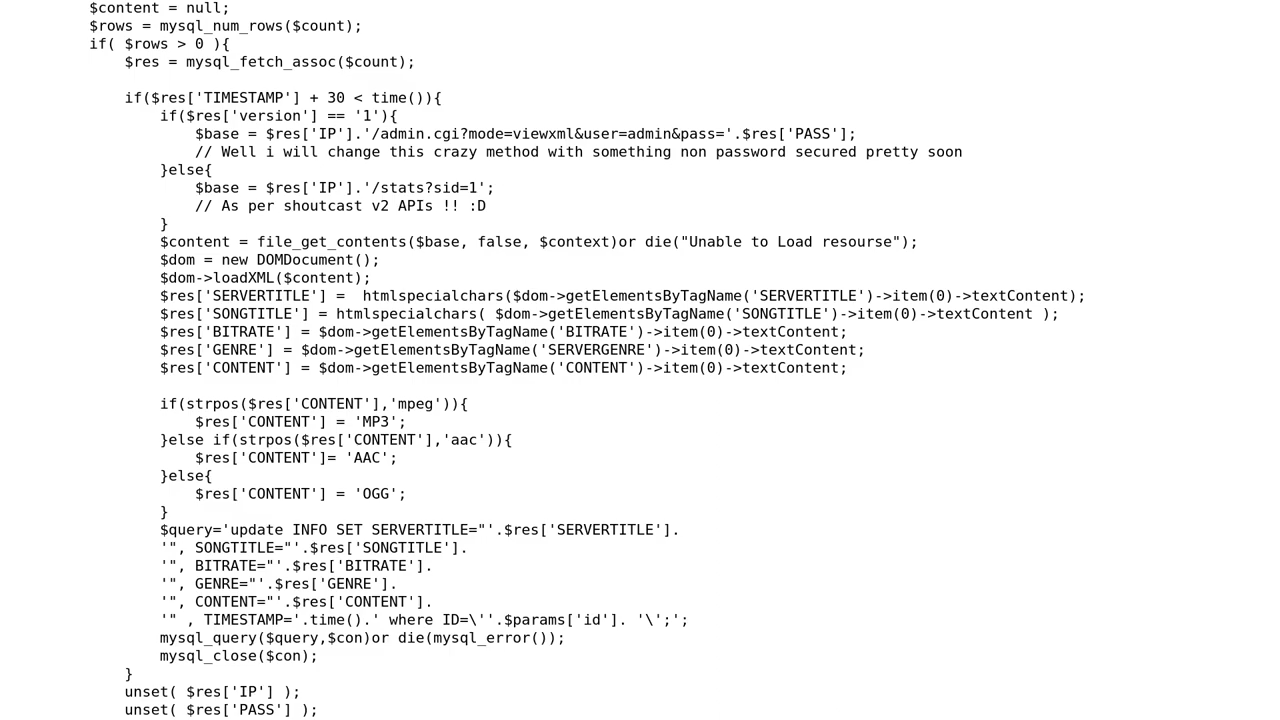 $content = null;
$rows = mysql_num_rows($count);
if( $rows > 0 ){
$res = mysql_fetch_assoc($count);
if($res['TIMESTAMP'] + 30 < time()){
if($res['version'] == '1'){
$base = $res['IP'].'/admin.cgi?mode=viewxml&user=admin&pass='.$res['PASS'];
// Well i will change this crazy method with something non password secured pretty soon
}else{
$base = $res['IP'].'/stats?sid=1';
// As per shoutcast v2 APIs !! :D
}
$content = file_get_contents($base, false, $context)or die("Unable to Load resourse");
$dom = new DOMDocument();
$dom->loadXML($content);
$res['SERVERTITLE'] =  htmlspecialchars($dom->getElementsByTagName('SERVERTITLE')->item(0)->textContent);
$res['SONGTITLE'] = htmlspecialchars( $dom->getElementsByTagName('SONGTITLE')->item(0)->textContent );
$res['BITRATE'] = $dom->getElementsByTagName('BITRATE')->item(0)->textContent;
$res['GENRE'] = $dom->getElementsByTagName('SERVERGENRE')->item(0)->textContent;
$res['CONTENT'] = $dom->getElementsByTagName('CONTENT')->item(0)->textContent;
if(strpos($res['CONTENT'],'mpeg')){
$res['CONTENT'] = 'MP3';
}else if(strpos($res['CONTENT'],'aac')){
$res['CONTENT']= 'AAC';
}else{
$res['CONTENT'] = 'OGG';
}
$query='update INFO SET SERVERTITLE="'.$res['SERVERTITLE'].
'", SONGTITLE="'.$res['SONGTITLE'].
'", BITRATE="'.$res['BITRATE'].
'", GENRE="'.$res['GENRE'].
'", CONTENT="'.$res['CONTENT'].
'" , TIMESTAMP='.time().' where ID=\''.$params['id']. '\';';
mysql_query($query,$con)or die(mysql_error());
mysql_close($con);
}
unset( $res['IP'] );
unset( $res['PASS'] );